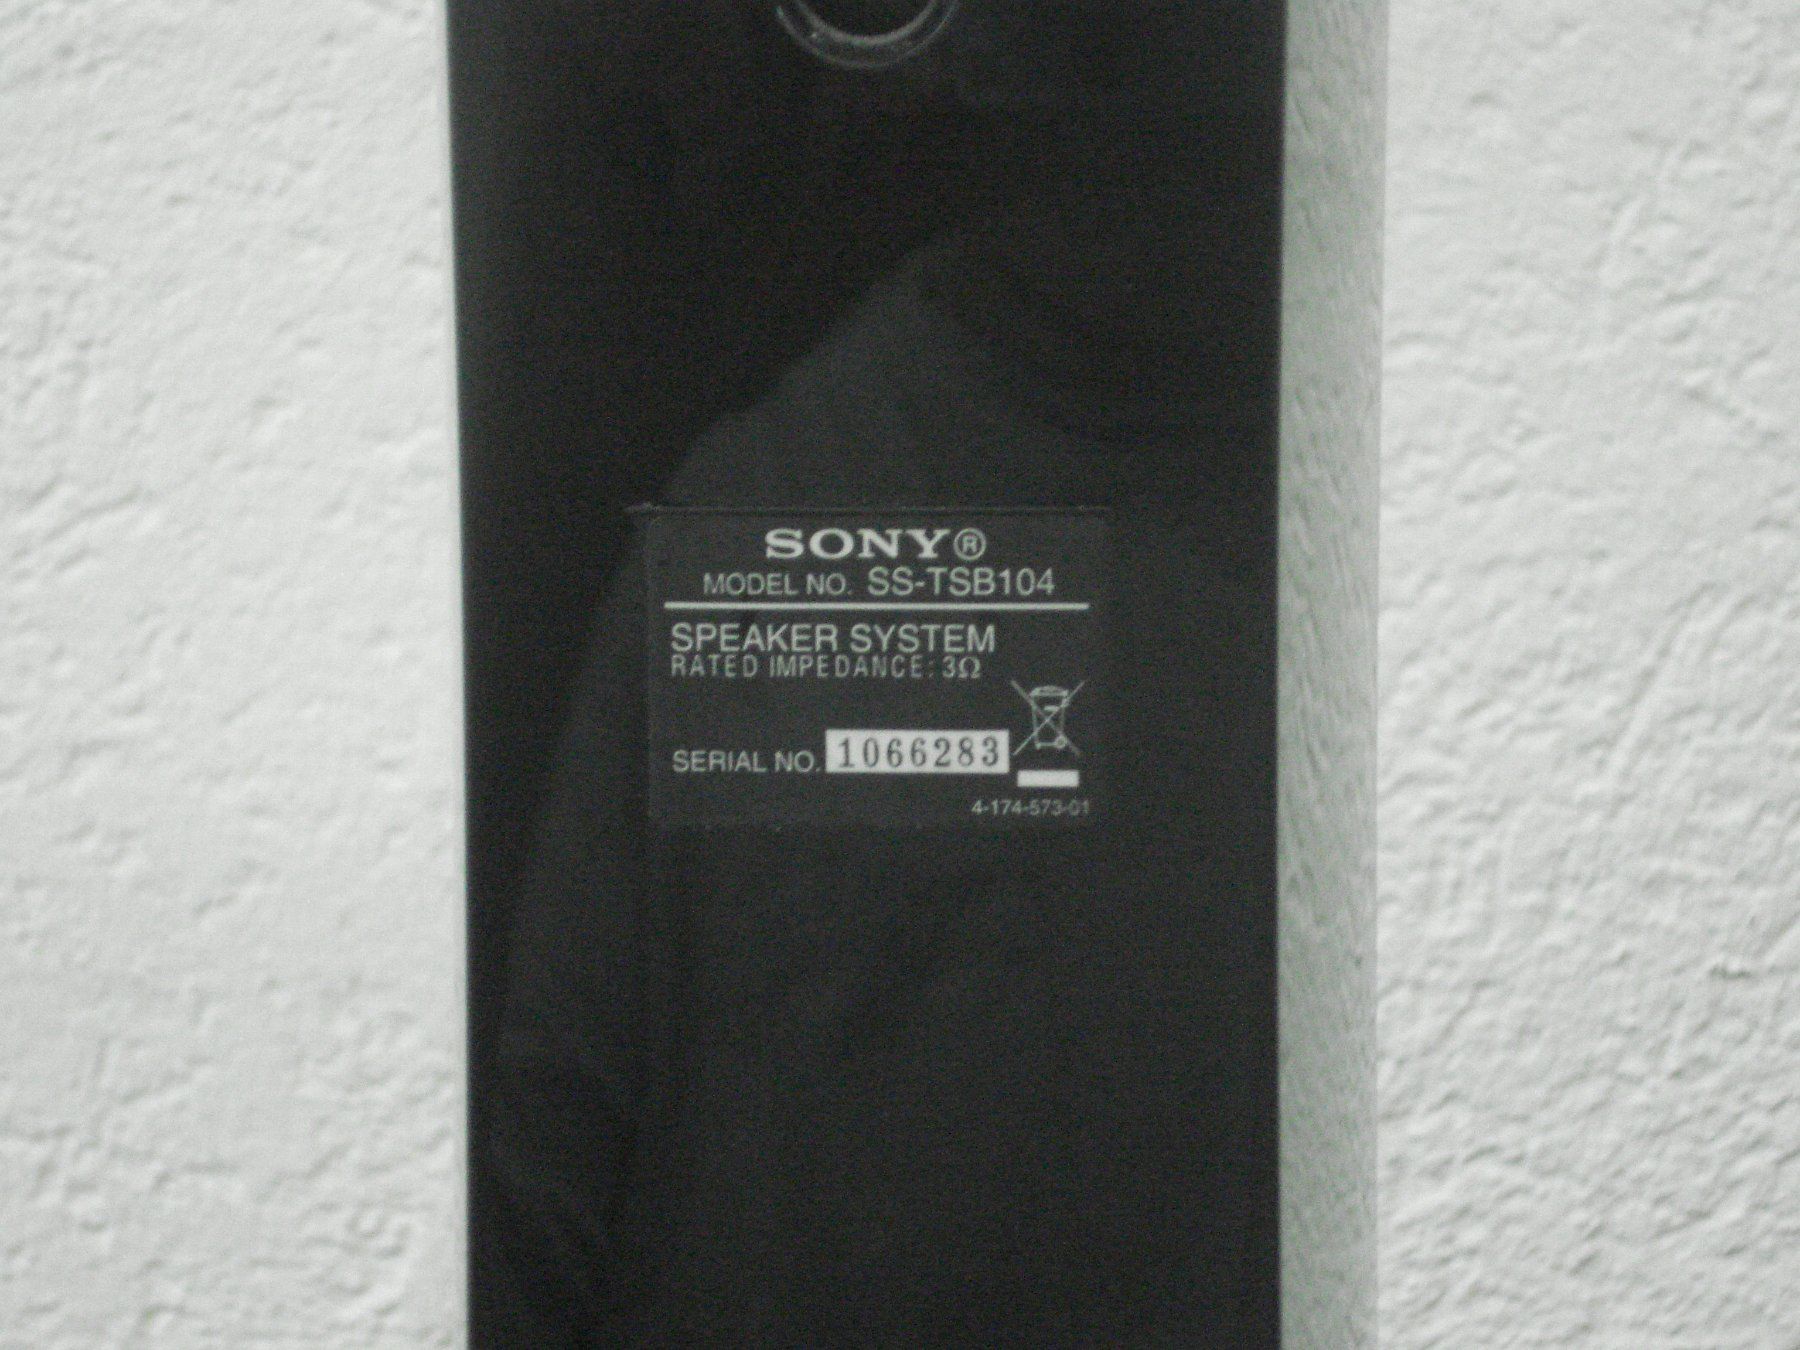 SONY®
MODEL NO. SS-TSB104
SPEAKER SYSTEM
RATED IMPEDANCE: 3Ω
SERIAL NO. 1066283
4-174-573-01